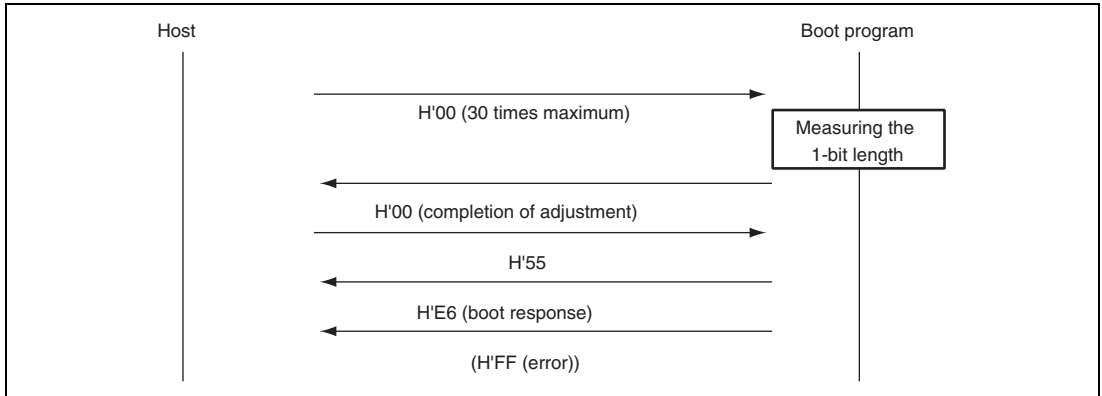 Host
Boot program
H'00 (30 times maximum)
Measuring the
1-bit length
H'00 (completion of adjustment)
H'55
H'E6 (boot response)
(H'FF (error))